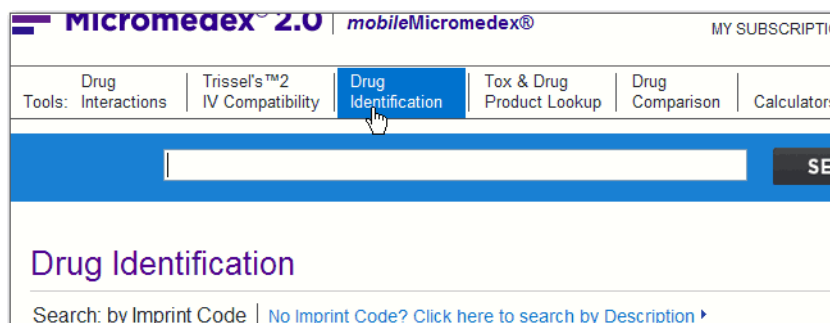 Micromedex® 2.0 | mobileMicromedex®
MY SUBSCRIPTI
Tools:
Drug
Interactions
Trissel's™2
IV Compatibility
Drug
Identification
Tox & Drug
Product Lookup
Drug
Comparison
Calculators
SE
Drug Identification
Search: by Imprint Code | No Imprint Code? Click here to search by Description